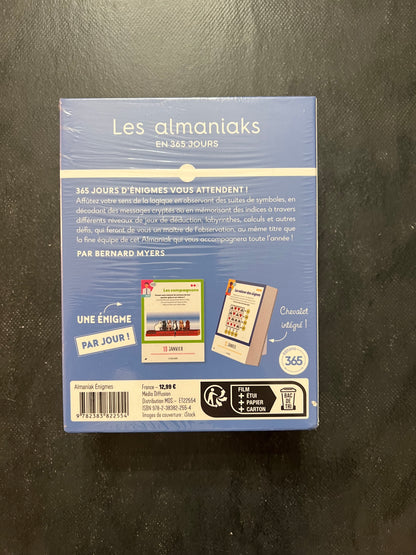 Les almaniaks
EN 365 JOURS
365 JOURS D'ÉNIGMES VOUS ATTENDENT !
Affûtez votre sens de la logique en observant des suites de symboles, en
décodant des messages cryptés ou en mémorisant des indices à travers
différents niveaux de jeux de déduction, labyrinthes, calculs et autres
défis, qui feront de vous un maître de l'observation, au même titre que
la fine équipe de cet Almaniak qui vous accompagnera toute l'année !
PAR BERNARD MYERS
UNE ÉNIGME
PAR JOUR !
Les compagnons
JANVIER
Chevalet
intégré !
365
Almaniak Énigmes
9 782383 822554
France - 12,99 €
Média Diffusion
Distribution MDS - ET22554
ISBN 978-2-38382-255-4
Images de couverture : iStock
FILM
+ ÉTUI
+ PAPIER
+ CARTON
BAC
DE
TRI